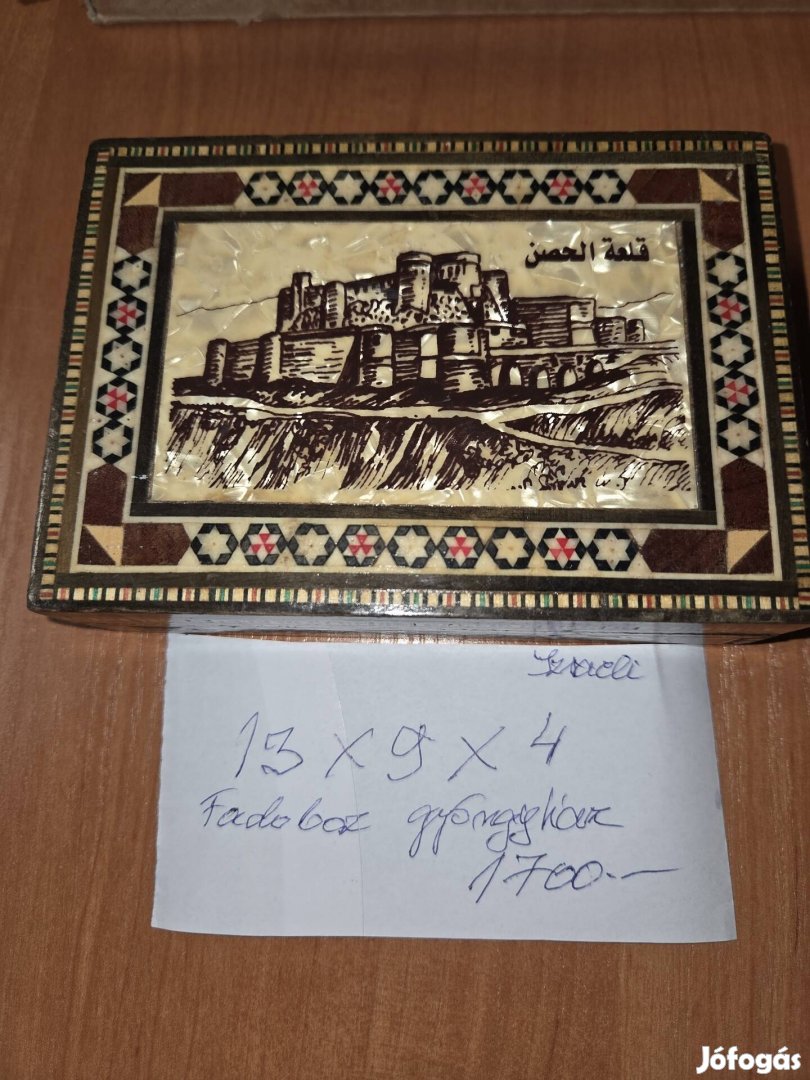 قلعة الحصن
Izraeli
13 x 9 x 4
Fadoboz gyöngyház
1700.—
Jófogás